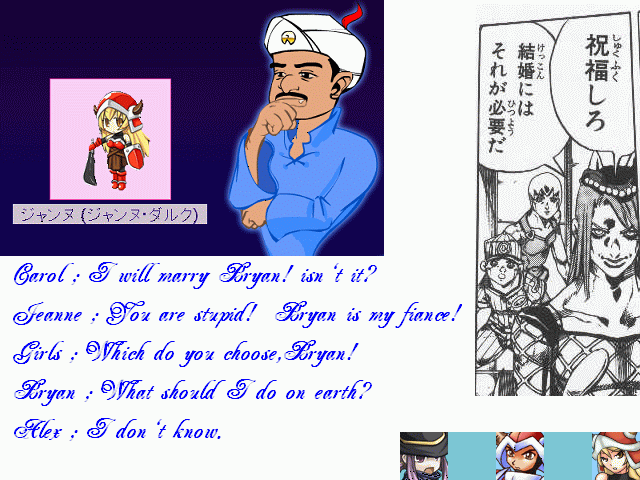 ジャンヌ (ジャンヌ・ダルク)
祝福しろ
しゅくふく
結婚には
けっこん
それが必要だ
ひつよう
Carol ; I will marry Bryan! isn't it?
Jeanne ; You are stupid! Bryan is my fiance!
Girls ; Which do you choose,Bryan!
Bryan ; What should I do on earth?
Alex ; I don't know.